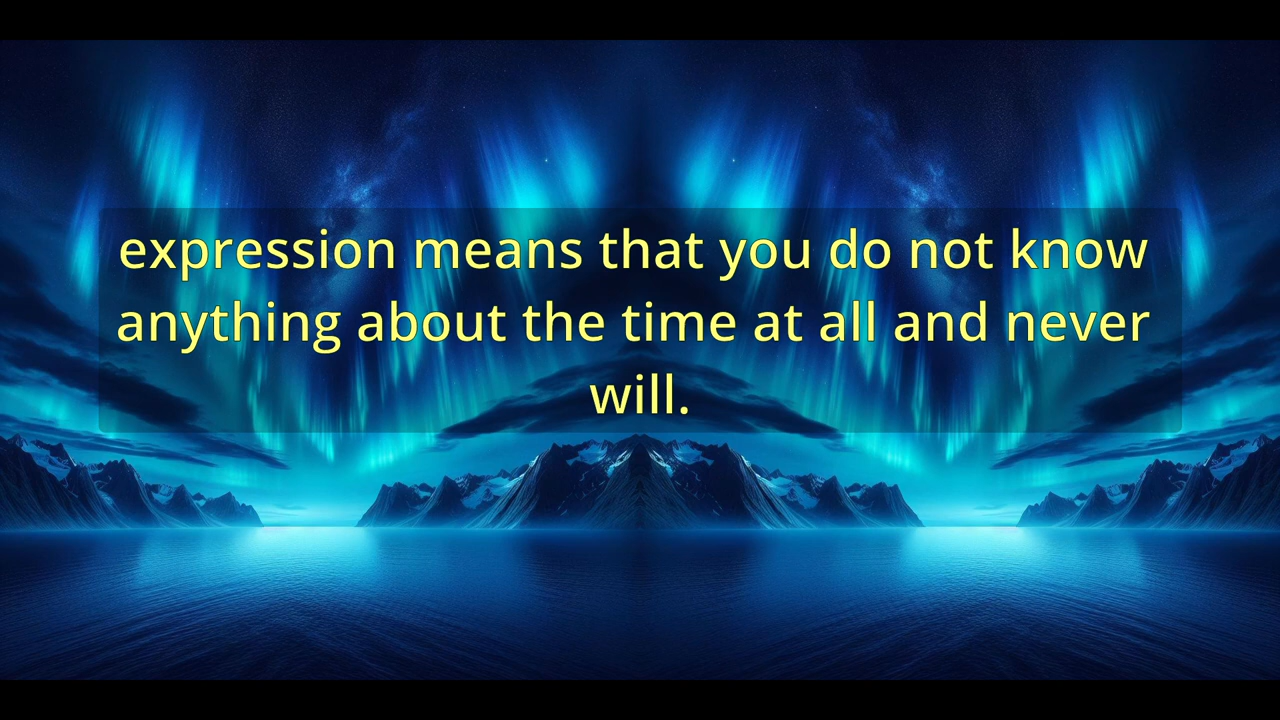 expression means that you do not know
anything about the time at all and never
will.